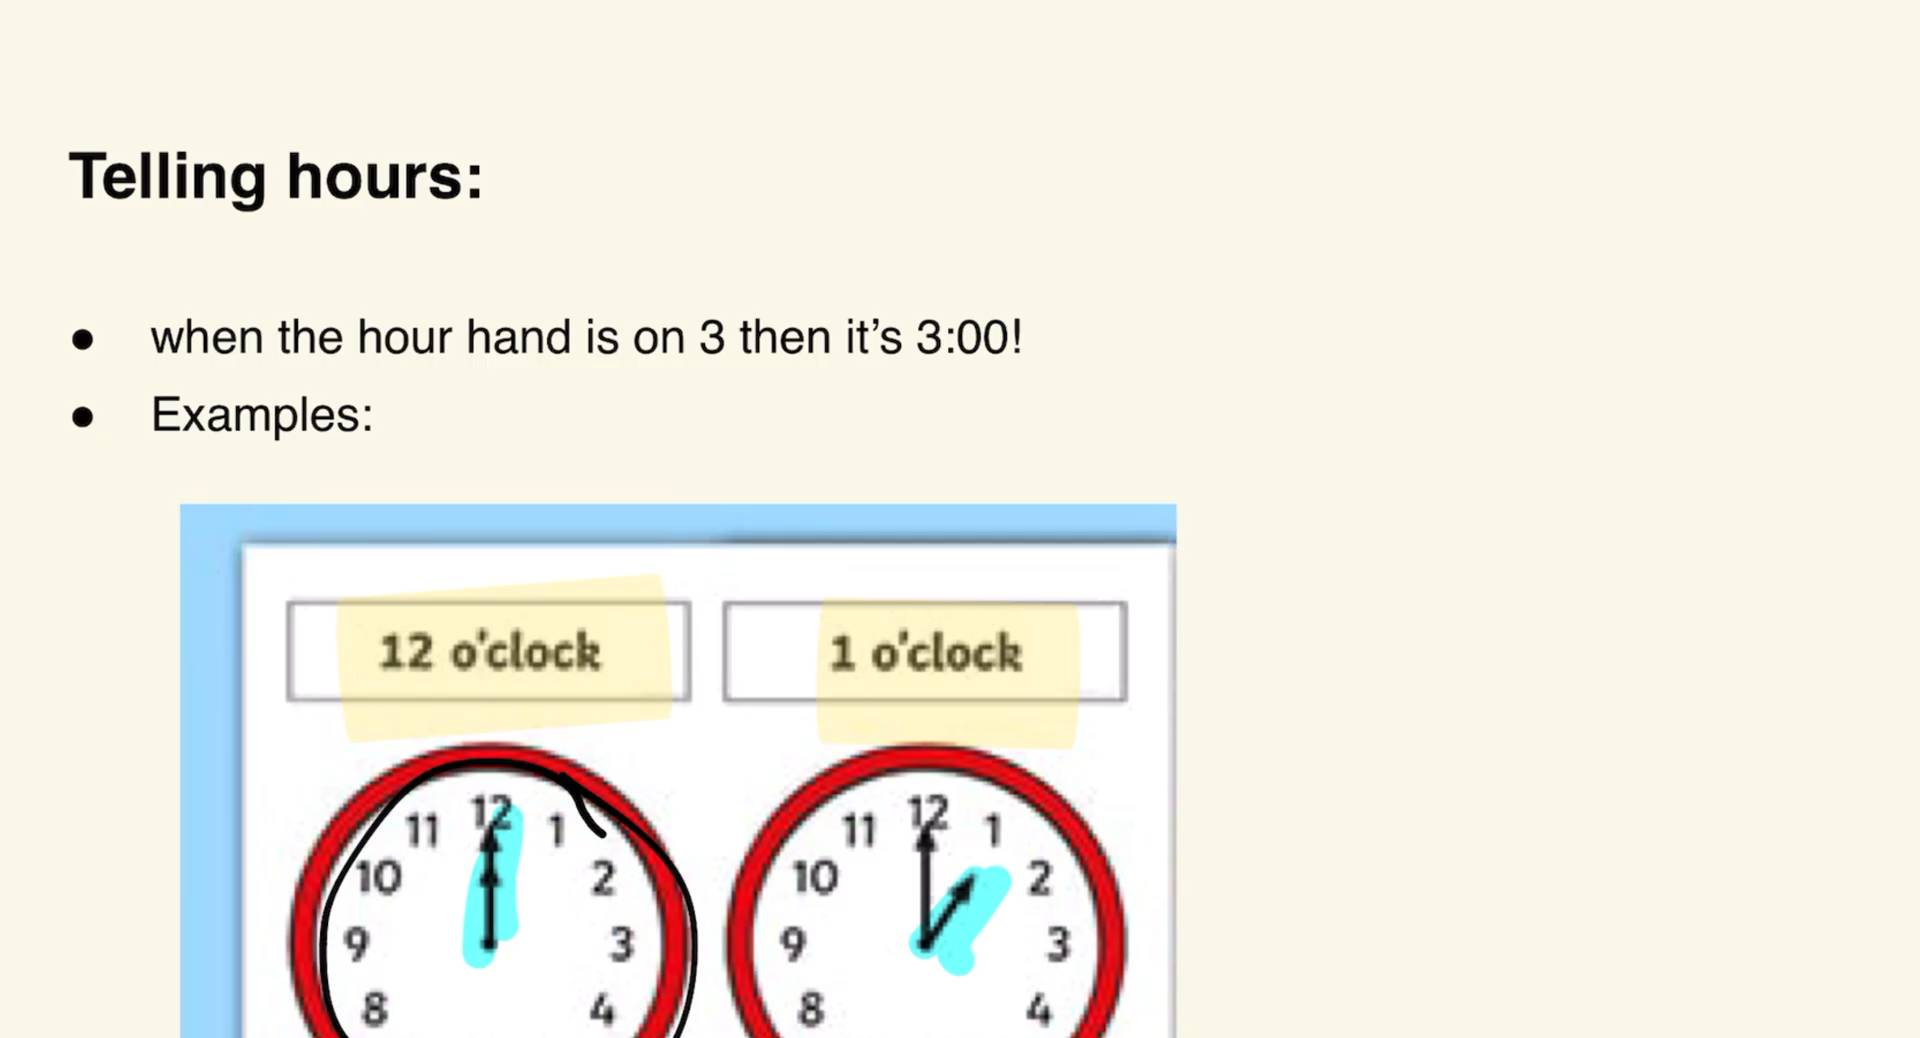 Telling hours:
● when the hour hand is on 3 then it’s 3:00!
● Examples:
12 o'clock
1 o'clock
11 12 1
10 2
9 3
8 4
11 12 1
10 2
9 3
8 4